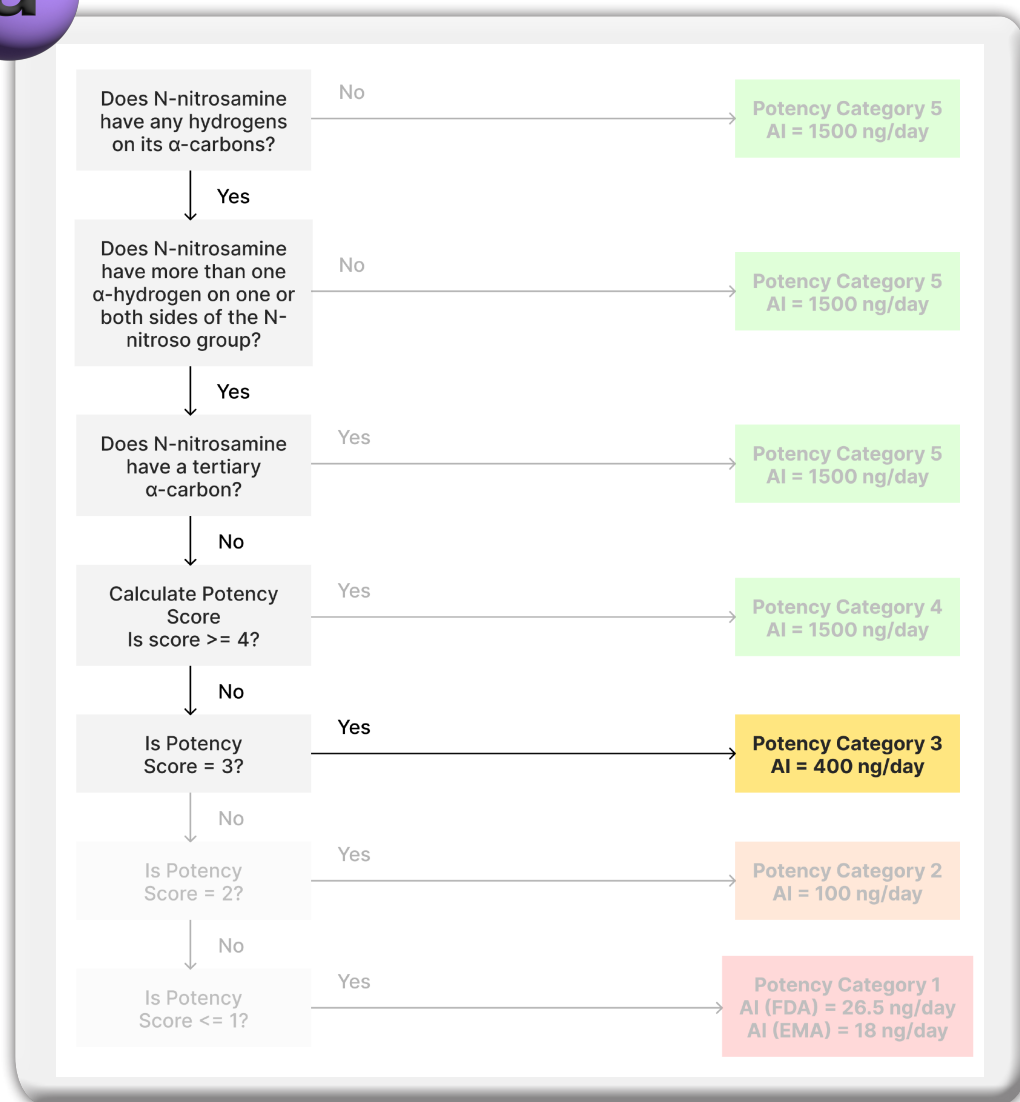 Does N-nitrosamine
have any hydrogens
on its α-carbons?
No
Potency Category 5
AI = 1500 ng/day
Yes
Does N-nitrosamine
have more than one
α-hydrogen on one or
both sides of the N-
nitroso group?
No
Potency Category 5
AI = 1500 ng/day
Yes
Does N-nitrosamine
have a tertiary
α-carbon?
Yes
Potency Category 5
AI = 1500 ng/day
No
Calculate Potency
Score
Is score >= 4?
Yes
Potency Category 4
AI = 1500 ng/day
No
Is Potency
Score = 3?
Yes
Potency Category 3
AI = 400 ng/day
No
Is Potency
Score = 2?
Yes
Potency Category 2
AI = 100 ng/day
No
Is Potency
Score <= 1?
Yes
Potency Category 1
AI (FDA) = 26.5 ng/day
AI (EMA) = 18 ng/day